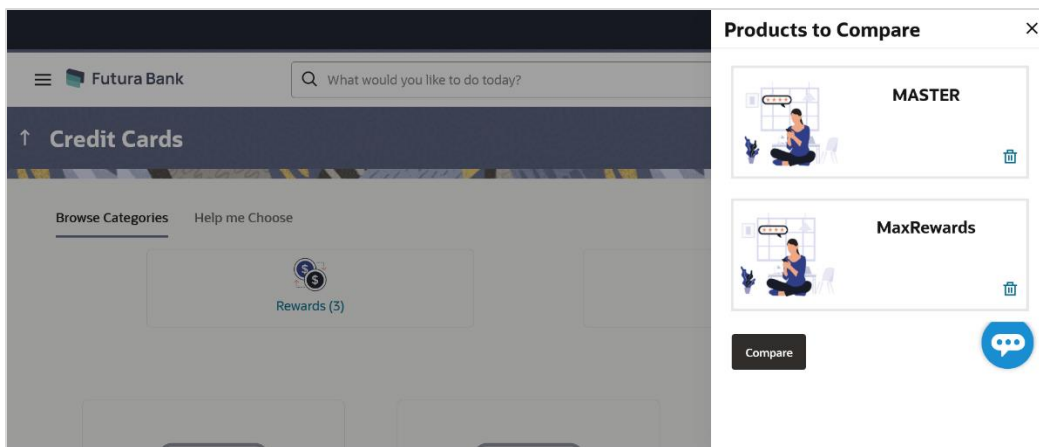 Products to Compare
Futura Bank
What would you like to do today?
MASTER
Credit Cards
Browse Categories
Help me Choose
MaxRewards
Rewards (3)
Compare